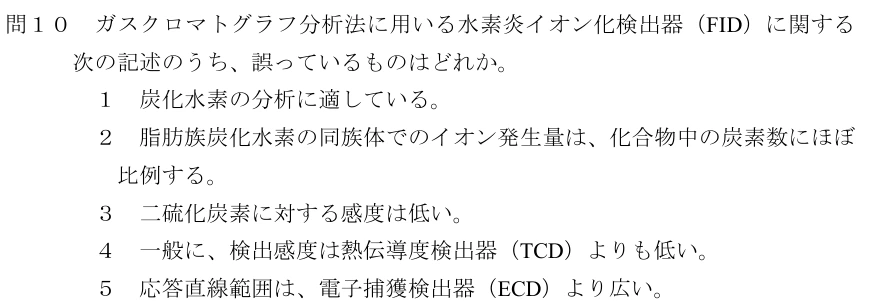 問１０　ガスクロマトグラフ分析法に用いる水素炎イオン化検出器（FID）に関する
次の記述のうち、誤っているものはどれか。
１　炭化水素の分析に適している。
２　脂肪族炭化水素の同族体でのイオン発生量は、化合物中の炭素数にほぼ
比例する。
３　二硫化炭素に対する感度は低い。
４　一般に、検出感度は熱伝導度検出器（TCD）よりも低い。
５　応答直線範囲は、電子捕獲検出器（ECD）より広い。